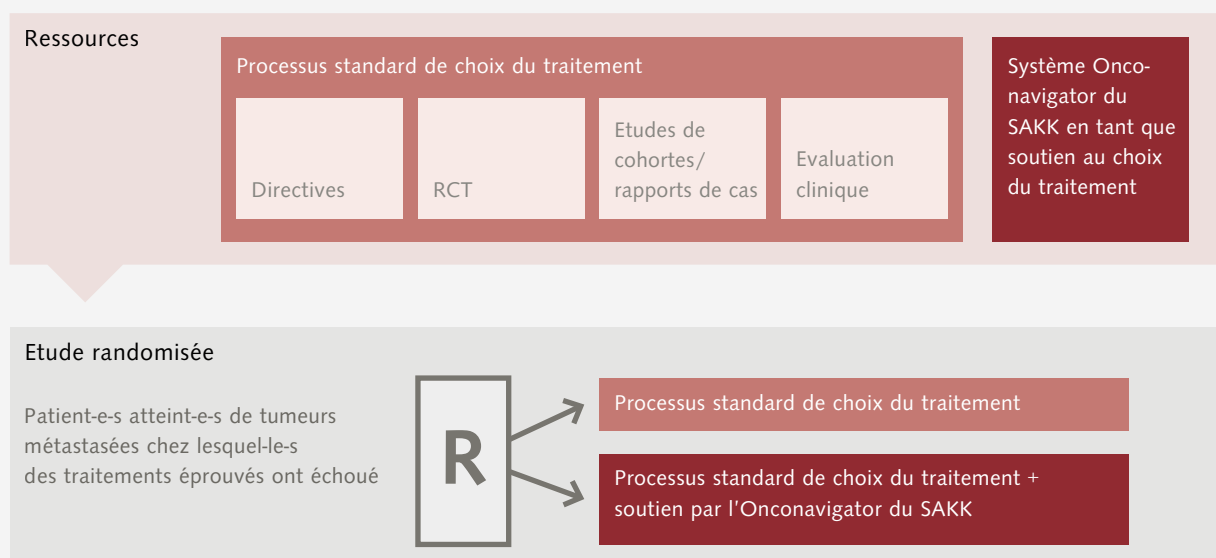 Ressources
Processus standard de choix du traitement
Directives
RCT
Etudes de
cohortes/
rapports de cas
Evaluation
clinique
Système Onco-
navigator du
SAKK en tant que
soutien au choix
du traitement
Etude randomisée
Patient-e-s atteint-e-s de tumeurs
métastasées chez lesquel-le-s
des traitements éprouvés ont échoué
R
Processus standard de choix du traitement
Processus standard de choix du traitement +
soutien par l'Onconavigator du SAKK